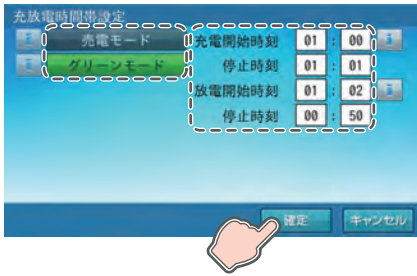 充放電時間帯設定
i 売電モード 充電開始時刻 01 : 00 i
i グリーンモード 停止時刻 01 : 01
放電開始時刻 01 : 02 i
停止時刻 00 : 50
確定 キャンセル